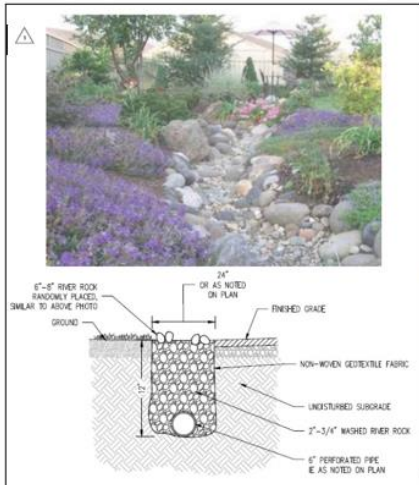 24"
OR AS NOTED
ON PLAN
6"-8" RIVER ROCK
RANDOMLY PLACED,
SIMILAR TO ABOVE PHOTO
GROUND
FINISHED GRADE
NON-WOVEN GEOTEXTILE FABRIC
12"
UNDISTURBED SUBGRADE
2"-3/4" WASHED RIVER ROCK
6" PERFORATED PIPE
IE AS NOTED ON PLAN